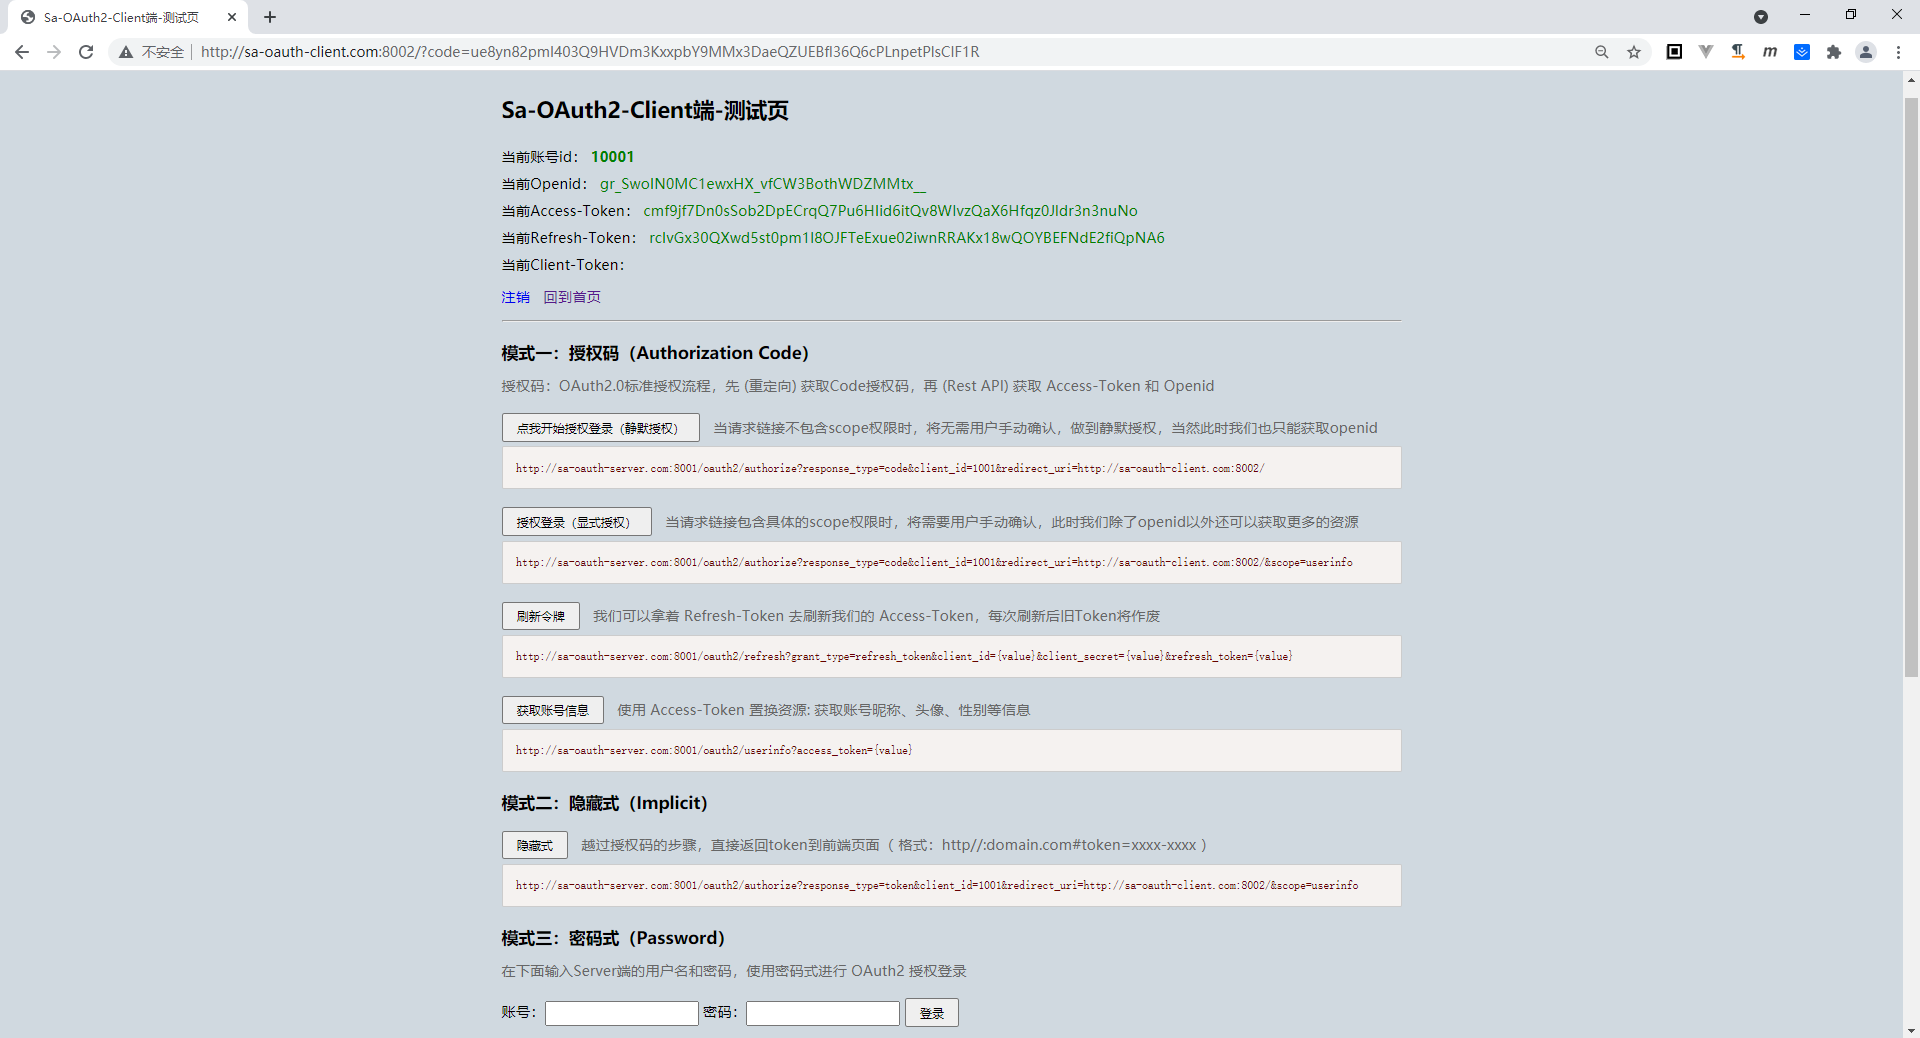 Sa-OAuth2-Client端-测试页
不安全 http://sa-oauth-client.com:8002/?code=ue8yn82pmI403Q9HVDm3KxxpbY9MMx3DaeQZUEBfI36Q6cPLnpetPIsCIF1R
Sa-OAuth2-Client端-测试页
当前账号id： 10001
当前Openid： gr_SwoIN0MC1ewxHX_vfCW3BothWDZMMtx__
当前Access-Token： cmf9jf7Dn0sSob2DpECrqQ7Pu6HIid6itQv8WIvzQaX6Hfqz0JIdr3n3nuNo
当前Refresh-Token： rcIvGx30QXwd5st0pm1I8OJFTeExue02iwnRRAKx18wQOYBEFNdE2fiQpNA6
当前Client-Token：
注销 回到首页
模式一：授权码（Authorization Code）
授权码：OAuth2.0标准授权流程，先 (重定向) 获取Code授权码，再 (Rest API) 获取 Access-Token 和 Openid
点我开始授权登录（静默授权） 当请求链接不包含scope权限时，将无需用户手动确认，做到静默授权，当然此时我们也只能获取openid
http://sa-oauth-server.com:8001/oauth2/authorize?response_type=code&client_id=1001&redirect_uri=http://sa-oauth-client.com:8002/
授权登录（显式授权） 当请求链接包含具体的scope权限时，将需要用户手动确认，此时我们除了openid以外还可以获取更多的资源
http://sa-oauth-server.com:8001/oauth2/authorize?response_type=code&client_id=1001&redirect_uri=http://sa-oauth-client.com:8002/&scope=userinfo
刷新令牌 我们可以拿着 Refresh-Token 去刷新我们的 Access-Token，每次刷新后旧Token将作废
http://sa-oauth-server.com:8001/oauth2/refresh?grant_type=refresh_token&client_id={value}&client_secret={value}&refresh_token={value}
获取账号信息 使用 Access-Token 置换资源: 获取账号昵称、头像、性别等信息
http://sa-oauth-server.com:8001/oauth2/userinfo?access_token={value}
模式二：隐藏式（Implicit）
隐藏式 越过授权码的步骤，直接返回token到前端页面（ 格式：http//:domain.com#token=xxxx-xxxx ）
http://sa-oauth-server.com:8001/oauth2/authorize?response_type=token&client_id=1001&redirect_uri=http://sa-oauth-client.com:8002/&scope=userinfo
模式三：密码式（Password）
在下面输入Server端的用户名和密码，使用密码式进行 OAuth2 授权登录
账号： 密码： 登录